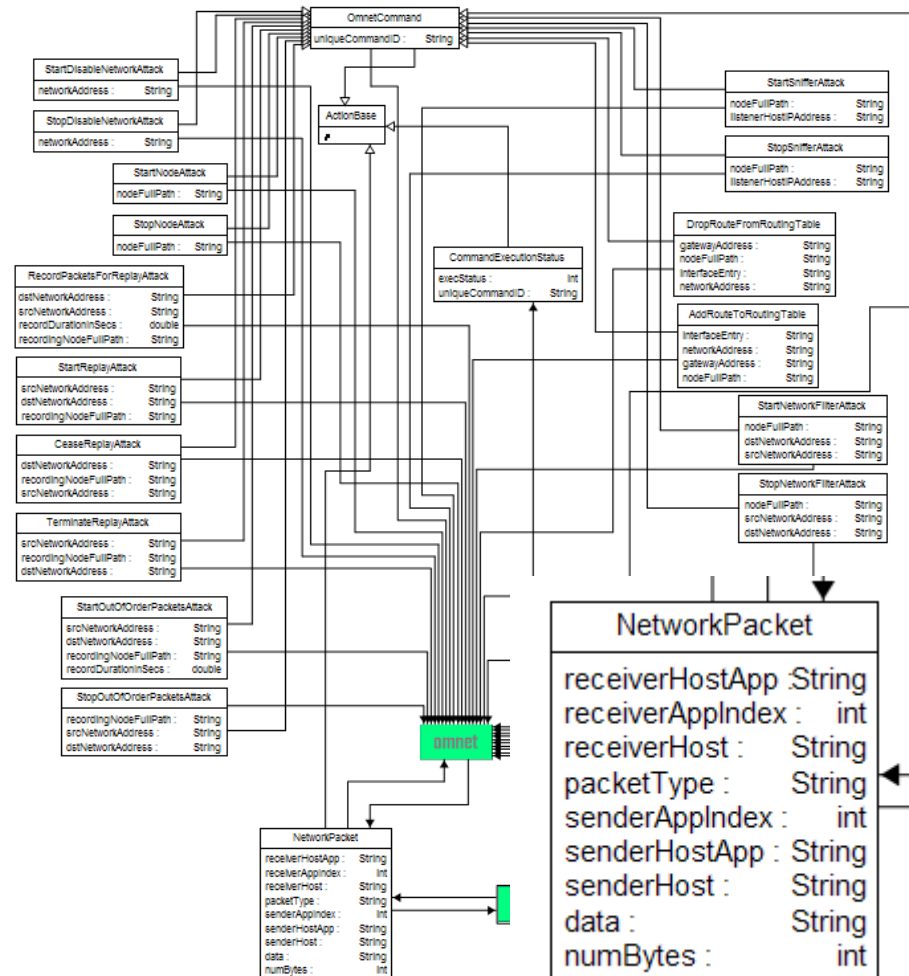 OmnetCommand
uniqueCommandID : String
StartDisableNetworkAttack
networkAddress : String
StopDisableNetworkAttack
networkAddress : String
ActionBase
StartNodeAttack
nodeFullPath : String
StopNodeAttack
nodeFullPath : String
StartSnifferAttack
nodeFullPath : String
listenerHostIPAddress : String
StopSnifferAttack
nodeFullPath : String
listenerHostIPAddress : String
DropRouteFromRoutingTable
gatewayAddress : String
nodeFullPath : String
interfaceEntry : String
networkAddress : String
CommandExecutionStatus
execStatus : int
uniqueCommandID : String
RecordPacketsForReplayAttack
dstNetworkAddress : String
srcNetworkAddress : String
recordDurationInSecs : double
recordingNodeFullPath : String
AddRouteToRoutingTable
interfaceEntry : String
networkAddress : String
gatewayAddress : String
nodeFullPath : String
StartReplayAttack
srcNetworkAddress : String
dstNetworkAddress : String
recordingNodeFullPath : String
StartNetworkFilterAttack
nodeFullPath : String
dstNetworkAddress : String
srcNetworkAddress : String
CeaseReplayAttack
dstNetworkAddress : String
recordingNodeFullPath : String
srcNetworkAddress : String
StopNetworkFilterAttack
nodeFullPath : String
srcNetworkAddress : String
dstNetworkAddress : String
TerminateReplayAttack
srcNetworkAddress : String
recordingNodeFullPath : String
dstNetworkAddress : String
StartOutOfOrderPacketsAttack
srcNetworkAddress : String
dstNetworkAddress : String
recordingNodeFullPath : String
recordDurationInSecs : double
StopOutOfOrderPacketsAttack
recordingNodeFullPath : String
srcNetworkAddress : String
dstNetworkAddress : String
omnet
NetworkPacket
receiverHostApp : String
receiverAppIndex : int
receiverHost : String
packetType : String
senderAppIndex : int
senderHostApp : String
senderHost : String
data : String
numBytes : int
NetworkPacket
receiverHostApp :String
receiverAppIndex : int
receiverHost : String
packetType : String
senderAppIndex : int
senderHostApp : String
senderHost : String
data : String
numBytes : int